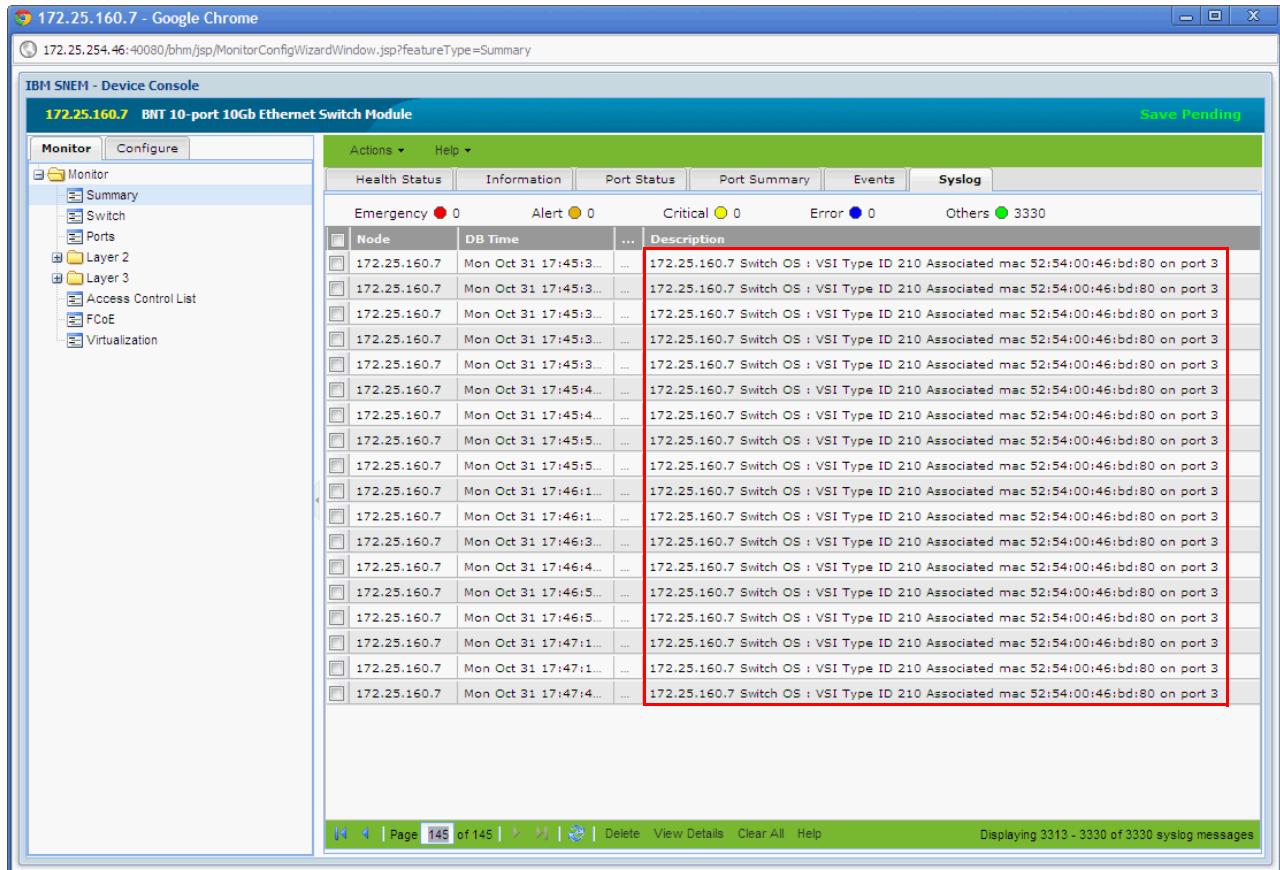 172.25.160.7 - Google Chrome
172.25.254.46:40080/bhm/jsp/MonitorConfigWizardWindow.jsp?featureType=Summary
IBM SNEM - Device Console
172.25.160.7 BNT 10-port 10Gb Ethernet Switch Module Save Pending
Monitor Configure
Monitor
Summary
Switch
Ports
Layer 2
Layer 3
Access Control List
FCoE
Virtualization
Actions Help
Health Status Information Port Status Port Summary Events Syslog
Emergency 0 Alert 0 Critical 0 Error 0 Others 3330
Node DB Time ... Description
172.25.160.7 Mon Oct 31 17:45:3... ... 172.25.160.7 Switch OS : VSI Type ID 210 Associated mac 52:54:00:46:bd:80 on port 3
172.25.160.7 Mon Oct 31 17:45:3... ... 172.25.160.7 Switch OS : VSI Type ID 210 Associated mac 52:54:00:46:bd:80 on port 3
172.25.160.7 Mon Oct 31 17:45:3... ... 172.25.160.7 Switch OS : VSI Type ID 210 Associated mac 52:54:00:46:bd:80 on port 3
172.25.160.7 Mon Oct 31 17:45:3... ... 172.25.160.7 Switch OS : VSI Type ID 210 Associated mac 52:54:00:46:bd:80 on port 3
172.25.160.7 Mon Oct 31 17:45:3... ... 172.25.160.7 Switch OS : VSI Type ID 210 Associated mac 52:54:00:46:bd:80 on port 3
172.25.160.7 Mon Oct 31 17:45:4... ... 172.25.160.7 Switch OS : VSI Type ID 210 Associated mac 52:54:00:46:bd:80 on port 3
172.25.160.7 Mon Oct 31 17:45:4... ... 172.25.160.7 Switch OS : VSI Type ID 210 Associated mac 52:54:00:46:bd:80 on port 3
172.25.160.7 Mon Oct 31 17:45:5... ... 172.25.160.7 Switch OS : VSI Type ID 210 Associated mac 52:54:00:46:bd:80 on port 3
172.25.160.7 Mon Oct 31 17:45:5... ... 172.25.160.7 Switch OS : VSI Type ID 210 Associated mac 52:54:00:46:bd:80 on port 3
172.25.160.7 Mon Oct 31 17:46:1... ... 172.25.160.7 Switch OS : VSI Type ID 210 Associated mac 52:54:00:46:bd:80 on port 3
172.25.160.7 Mon Oct 31 17:46:1... ... 172.25.160.7 Switch OS : VSI Type ID 210 Associated mac 52:54:00:46:bd:80 on port 3
172.25.160.7 Mon Oct 31 17:46:3... ... 172.25.160.7 Switch OS : VSI Type ID 210 Associated mac 52:54:00:46:bd:80 on port 3
172.25.160.7 Mon Oct 31 17:46:4... ... 172.25.160.7 Switch OS : VSI Type ID 210 Associated mac 52:54:00:46:bd:80 on port 3
172.25.160.7 Mon Oct 31 17:46:5... ... 172.25.160.7 Switch OS : VSI Type ID 210 Associated mac 52:54:00:46:bd:80 on port 3
172.25.160.7 Mon Oct 31 17:46:5... ... 172.25.160.7 Switch OS : VSI Type ID 210 Associated mac 52:54:00:46:bd:80 on port 3
172.25.160.7 Mon Oct 31 17:47:1... ... 172.25.160.7 Switch OS : VSI Type ID 210 Associated mac 52:54:00:46:bd:80 on port 3
172.25.160.7 Mon Oct 31 17:47:1... ... 172.25.160.7 Switch OS : VSI Type ID 210 Associated mac 52:54:00:46:bd:80 on port 3
172.25.160.7 Mon Oct 31 17:47:4... ... 172.25.160.7 Switch OS : VSI Type ID 210 Associated mac 52:54:00:46:bd:80 on port 3
Page 145 of 145 Delete View Details Clear All Help Displaying 3313 - 3330 of 3330 syslog messages